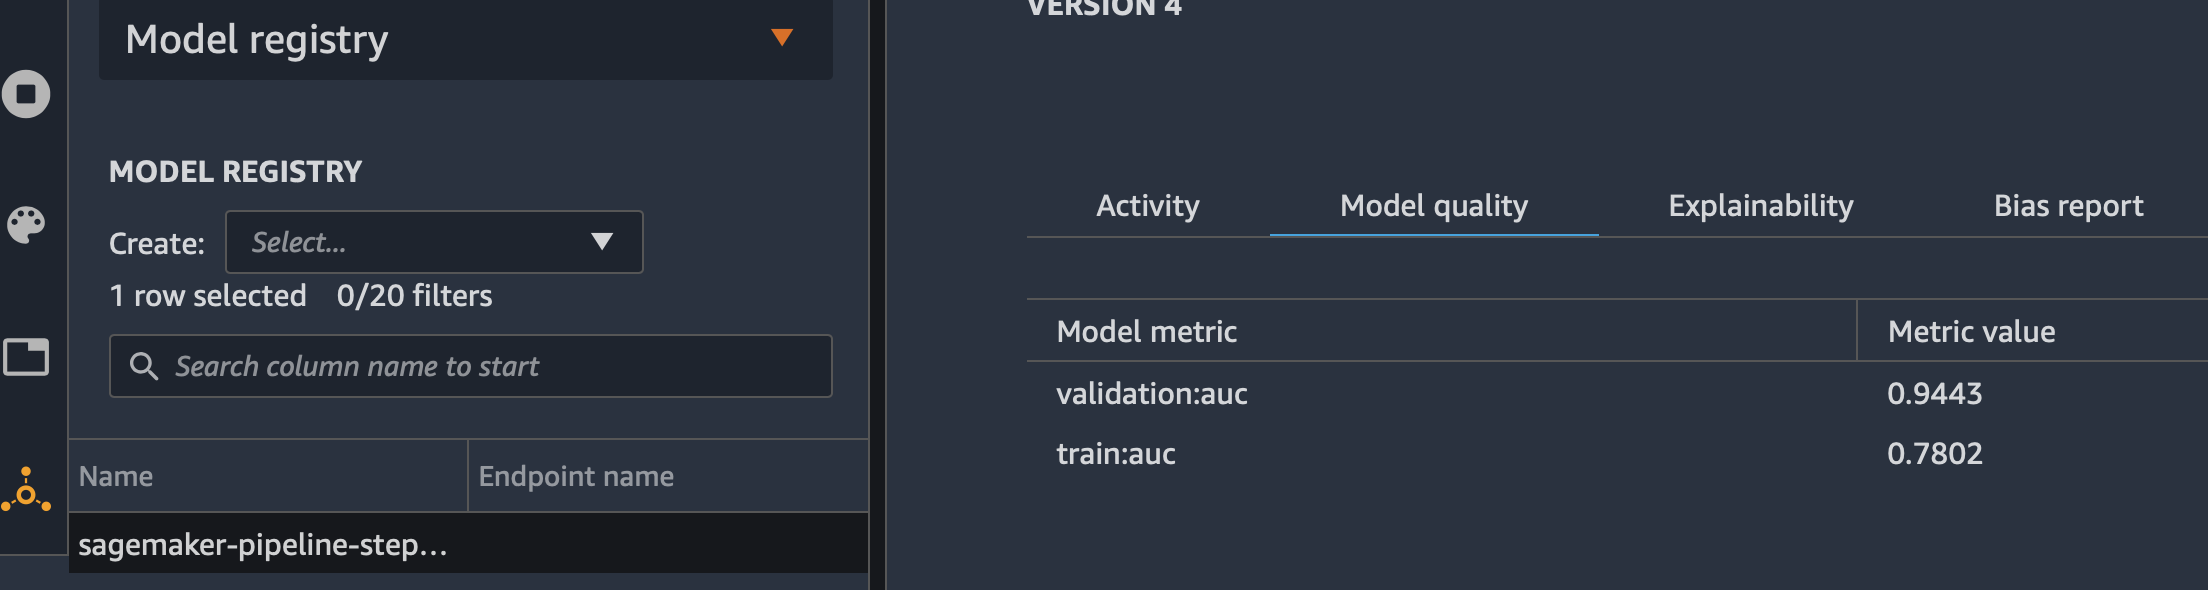 Model registry
MODEL REGISTRY
Create: Select...
1 row selected 0/20 filters
Search column name to start
Name Endpoint name
sagemaker-pipeline-step...
VERSION 4
Activity Model quality Explainability Bias report
Model metric Metric value
validation:auc 0.9443
train:auc 0.7802